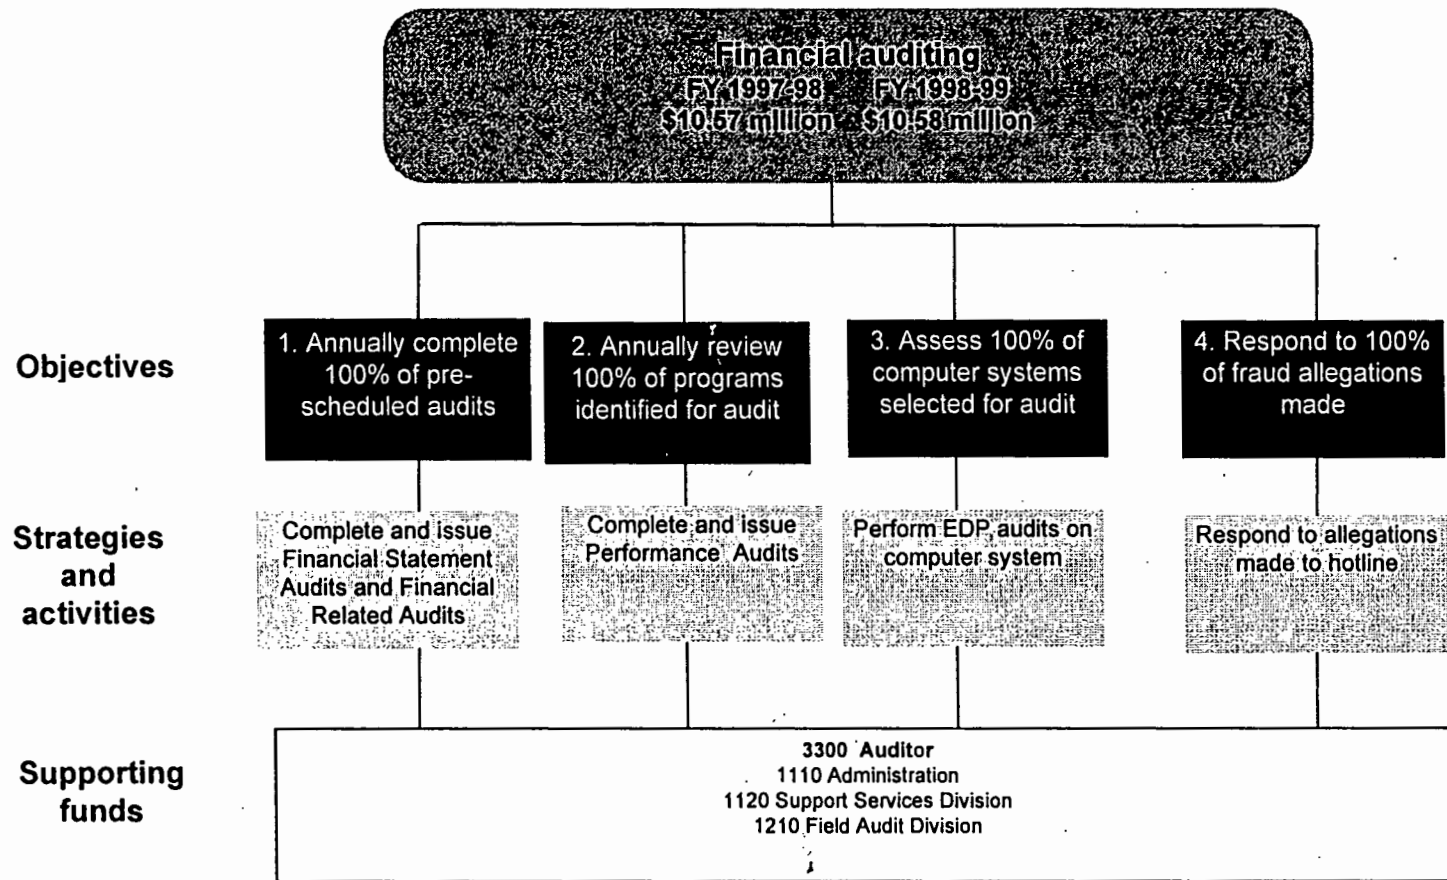 Financial auditing
FY 1997-98 FY 1998-99
$10.57 million $10.58 million
Objectives
1. Annually complete
100% of pre-
scheduled audits
2. Annually review
100% of programs
identified for audit
3. Assess 100% of
computer systems
selected for audit
4. Respond to 100%
of fraud allegations
made
Strategies
and
activities
Complete and issue
Financial Statement
Audits and Financial
Related Audits
Complete and issue
Performance Audits
Perform EDP audits on
computer system
Respond to allegations
made to hotline
Supporting
funds
3300 Auditor
1110 Administration
1120 Support Services Division
1210 Field Audit Division